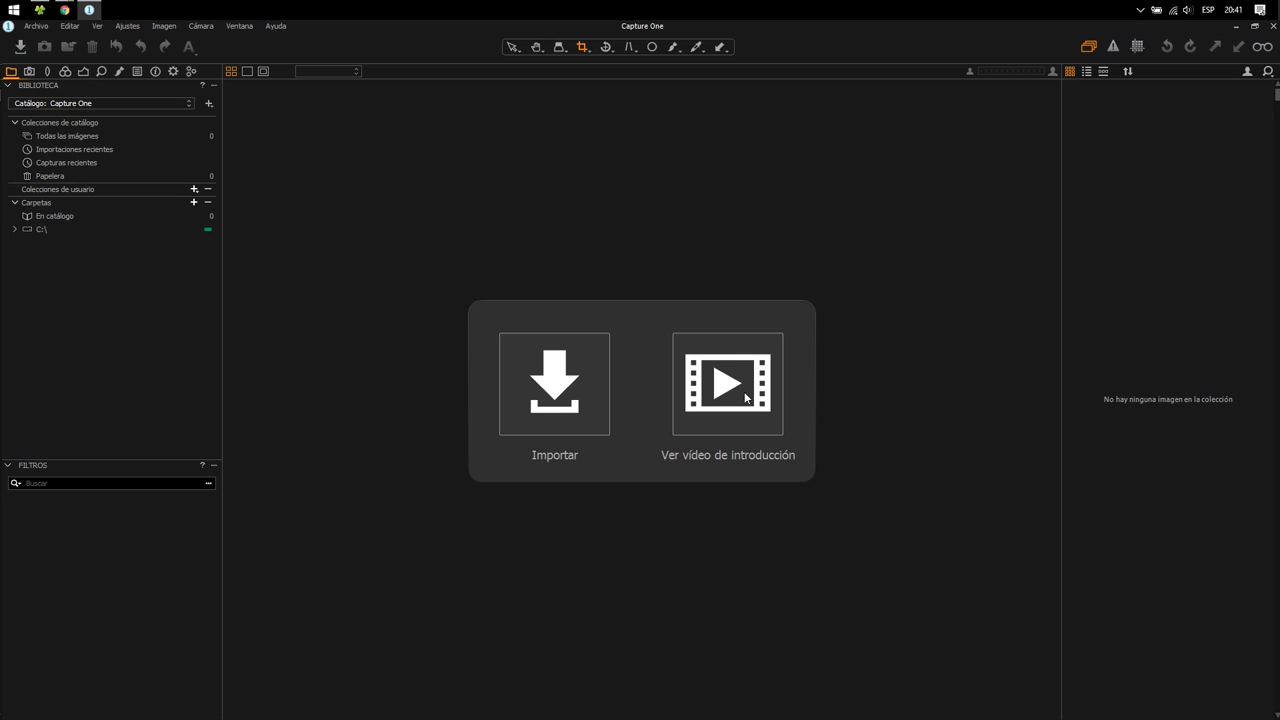 ESP 20:41
Archivo Editar Ver Ajustes Imagen Cámara Ventana Ayuda
Capture One
BIBLIOTECA ?
Catálogo: Capture One
Colecciones de catálogo
Todas las imágenes 0
Importaciones recientes
Capturas recientes
Papelera 0
Colecciones de usuario
Carpetas
En catálogo 0
C:\
Importar
Ver vídeo de introducción
No hay ninguna imagen en la colección
FILTROS ?
Buscar